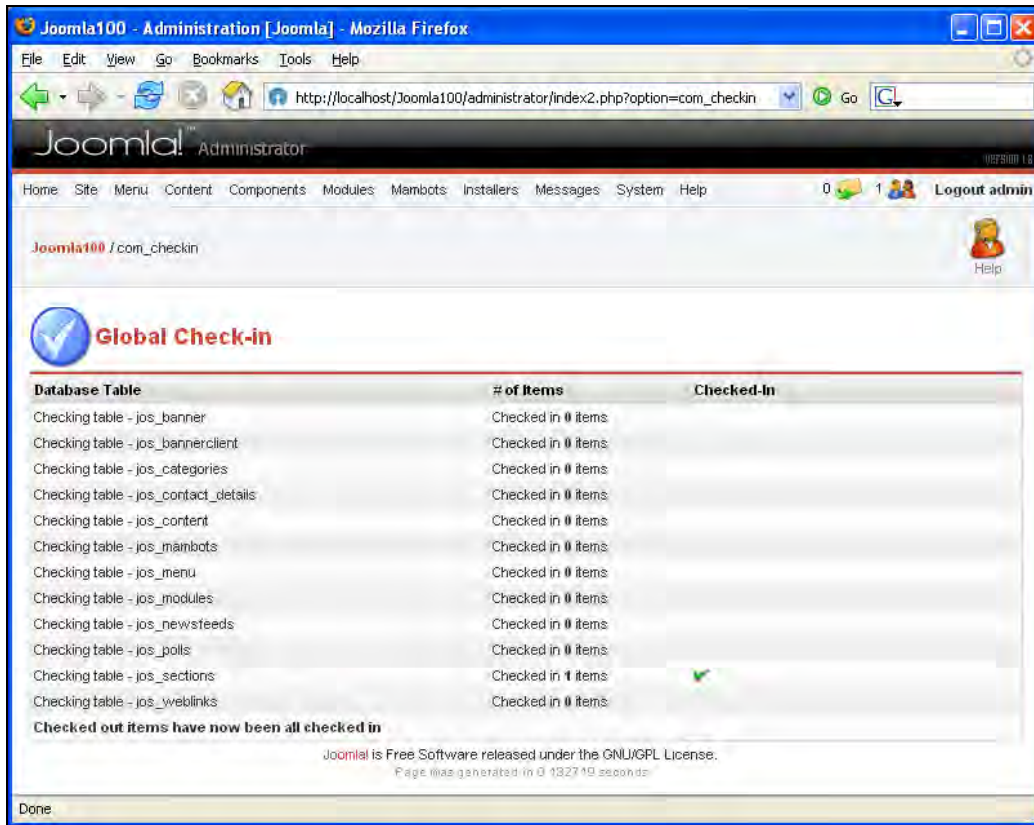 Joomla100 - Administration [Joomla] - Mozilla Firefox
File Edit View Go Bookmarks Tools Help
http://localhost/Joomla100/administrator/index2.php?option=com_checkin Go G
Joomla!™ Administrator
Home Site Menu Content Components Modules Mambots Installers Messages System Help 0 1 Logout admin
Joomla100 / com_checkin
Help
Global Check-in
Database Table # of Items Checked-In
Checking table - jos_banner Checked in 0 items
Checking table - jos_bannerclient Checked in 0 items
Checking table - jos_categories Checked in 0 items
Checking table - jos_contact_details Checked in 0 items
Checking table - jos_content Checked in 0 items
Checking table - jos_mambots Checked in 0 items
Checking table - jos_menu Checked in 0 items
Checking table - jos_modules Checked in 0 items
Checking table - jos_newsfeeds Checked in 0 items
Checking table - jos_polls Checked in 0 items
Checking table - jos_sections Checked in 1 items
Checking table - jos_weblinks Checked in 0 items
Checked out items have now been all checked in
Joomla! is Free Software released under the GNU/GPL License.
Page was generated in 0.132719 seconds
Done